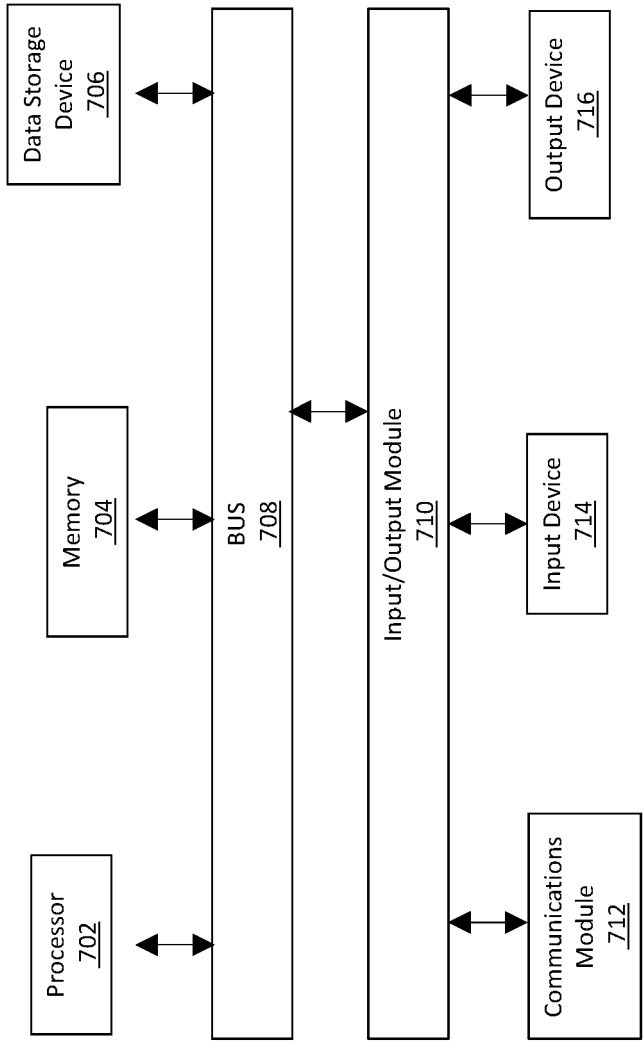 Processor
702
Memory
704
Data Storage
Device
706
BUS
708
Input/Output Module
710
Communications
Module
712
Input Device
714
Output Device
716